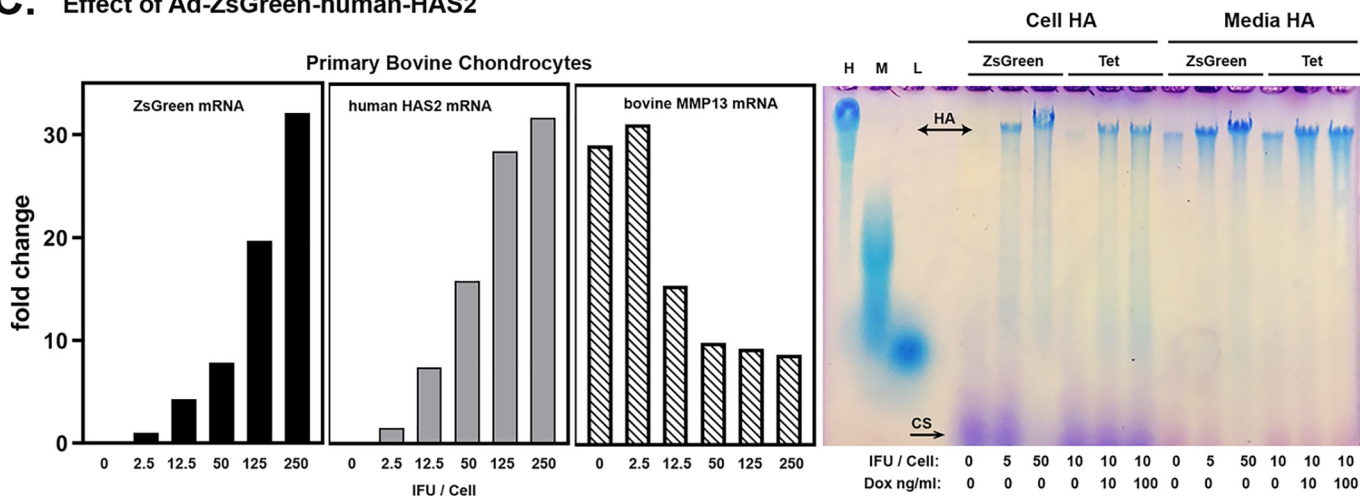 C. Effect of Ad-ZsGreen-human-HAS2
Primary Bovine Chondrocytes
ZsGreen mRNA
human HAS2 mRNA
bovine MMP13 mRNA
fold change
30
20
10
0
0 2.5 12.5 50 125 250
0 2.5 12.5 50 125 250
0 2.5 12.5 50 125 250
IFU / Cell
Cell HA Media HA
H M L ZsGreen Tet ZsGreen Tet
HA
CS
IFU / Cell: 0 5 50 10 10 10 0 5 50 10 10 10
Dox ng/ml: 0 0 0 0 10 100 0 0 0 0 10 100